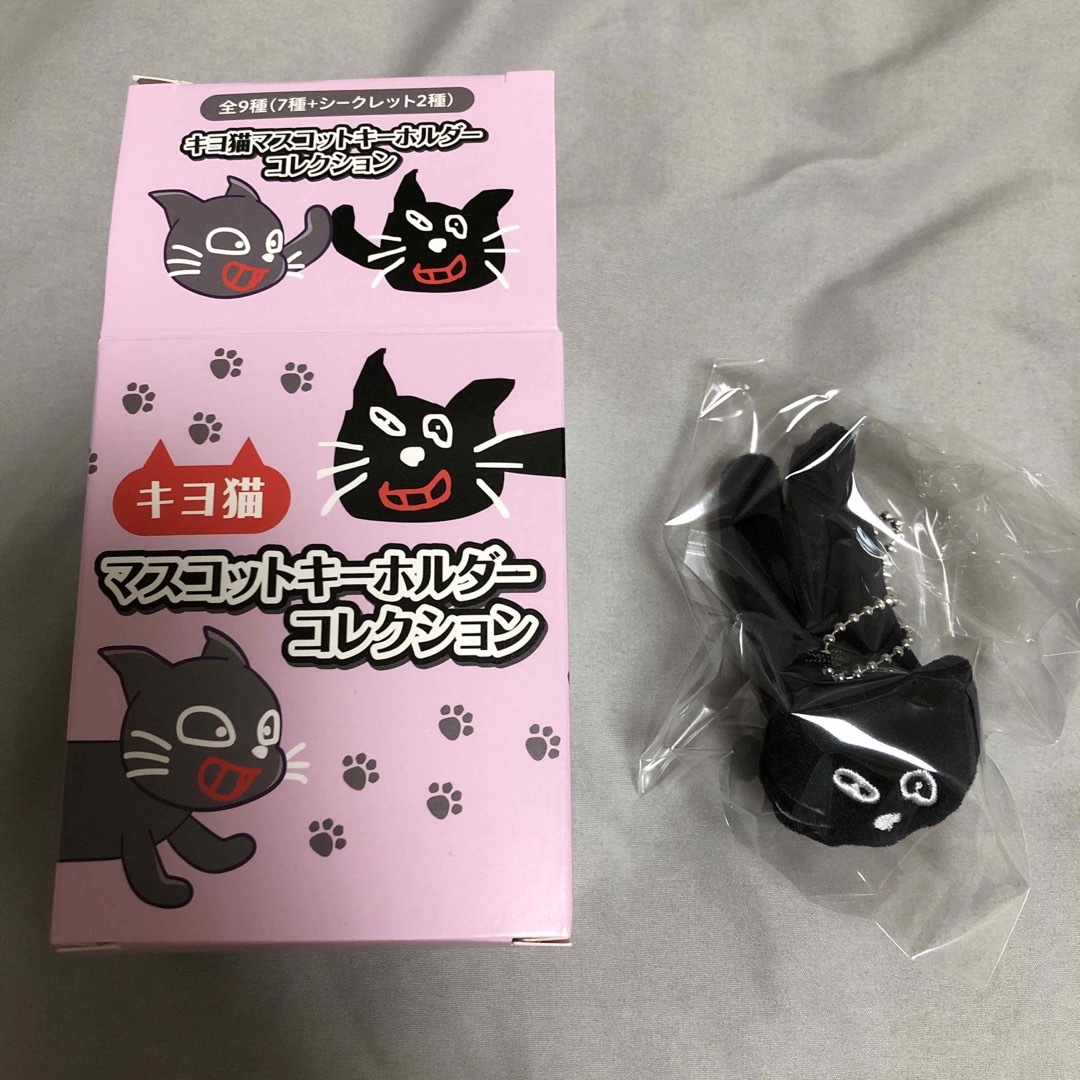 全9種(7種+シークレット2種)
キヨ猫マスコットキーホルダー
コレクション
キヨ猫
マスコットキーホルダー
コレクション